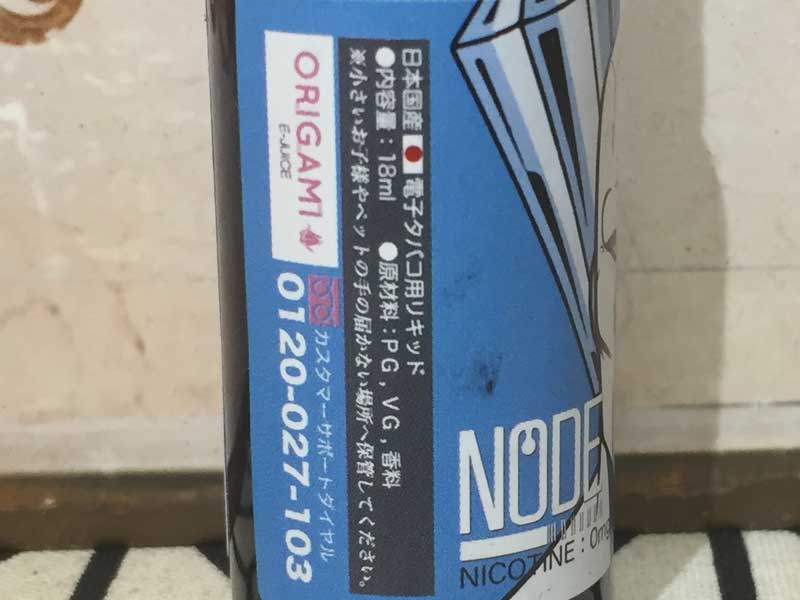 日本国産 電子タバコ用リキッド
●内容量：18ml ●原材料：PG, VG, 香料
※小さいお子様やペットの手の届かない場所へ保管してください。
ORIGAMI
E-JUICE
カスタマーサポートダイヤル
0120-027-103
NODE
NICOTINE : 0mg